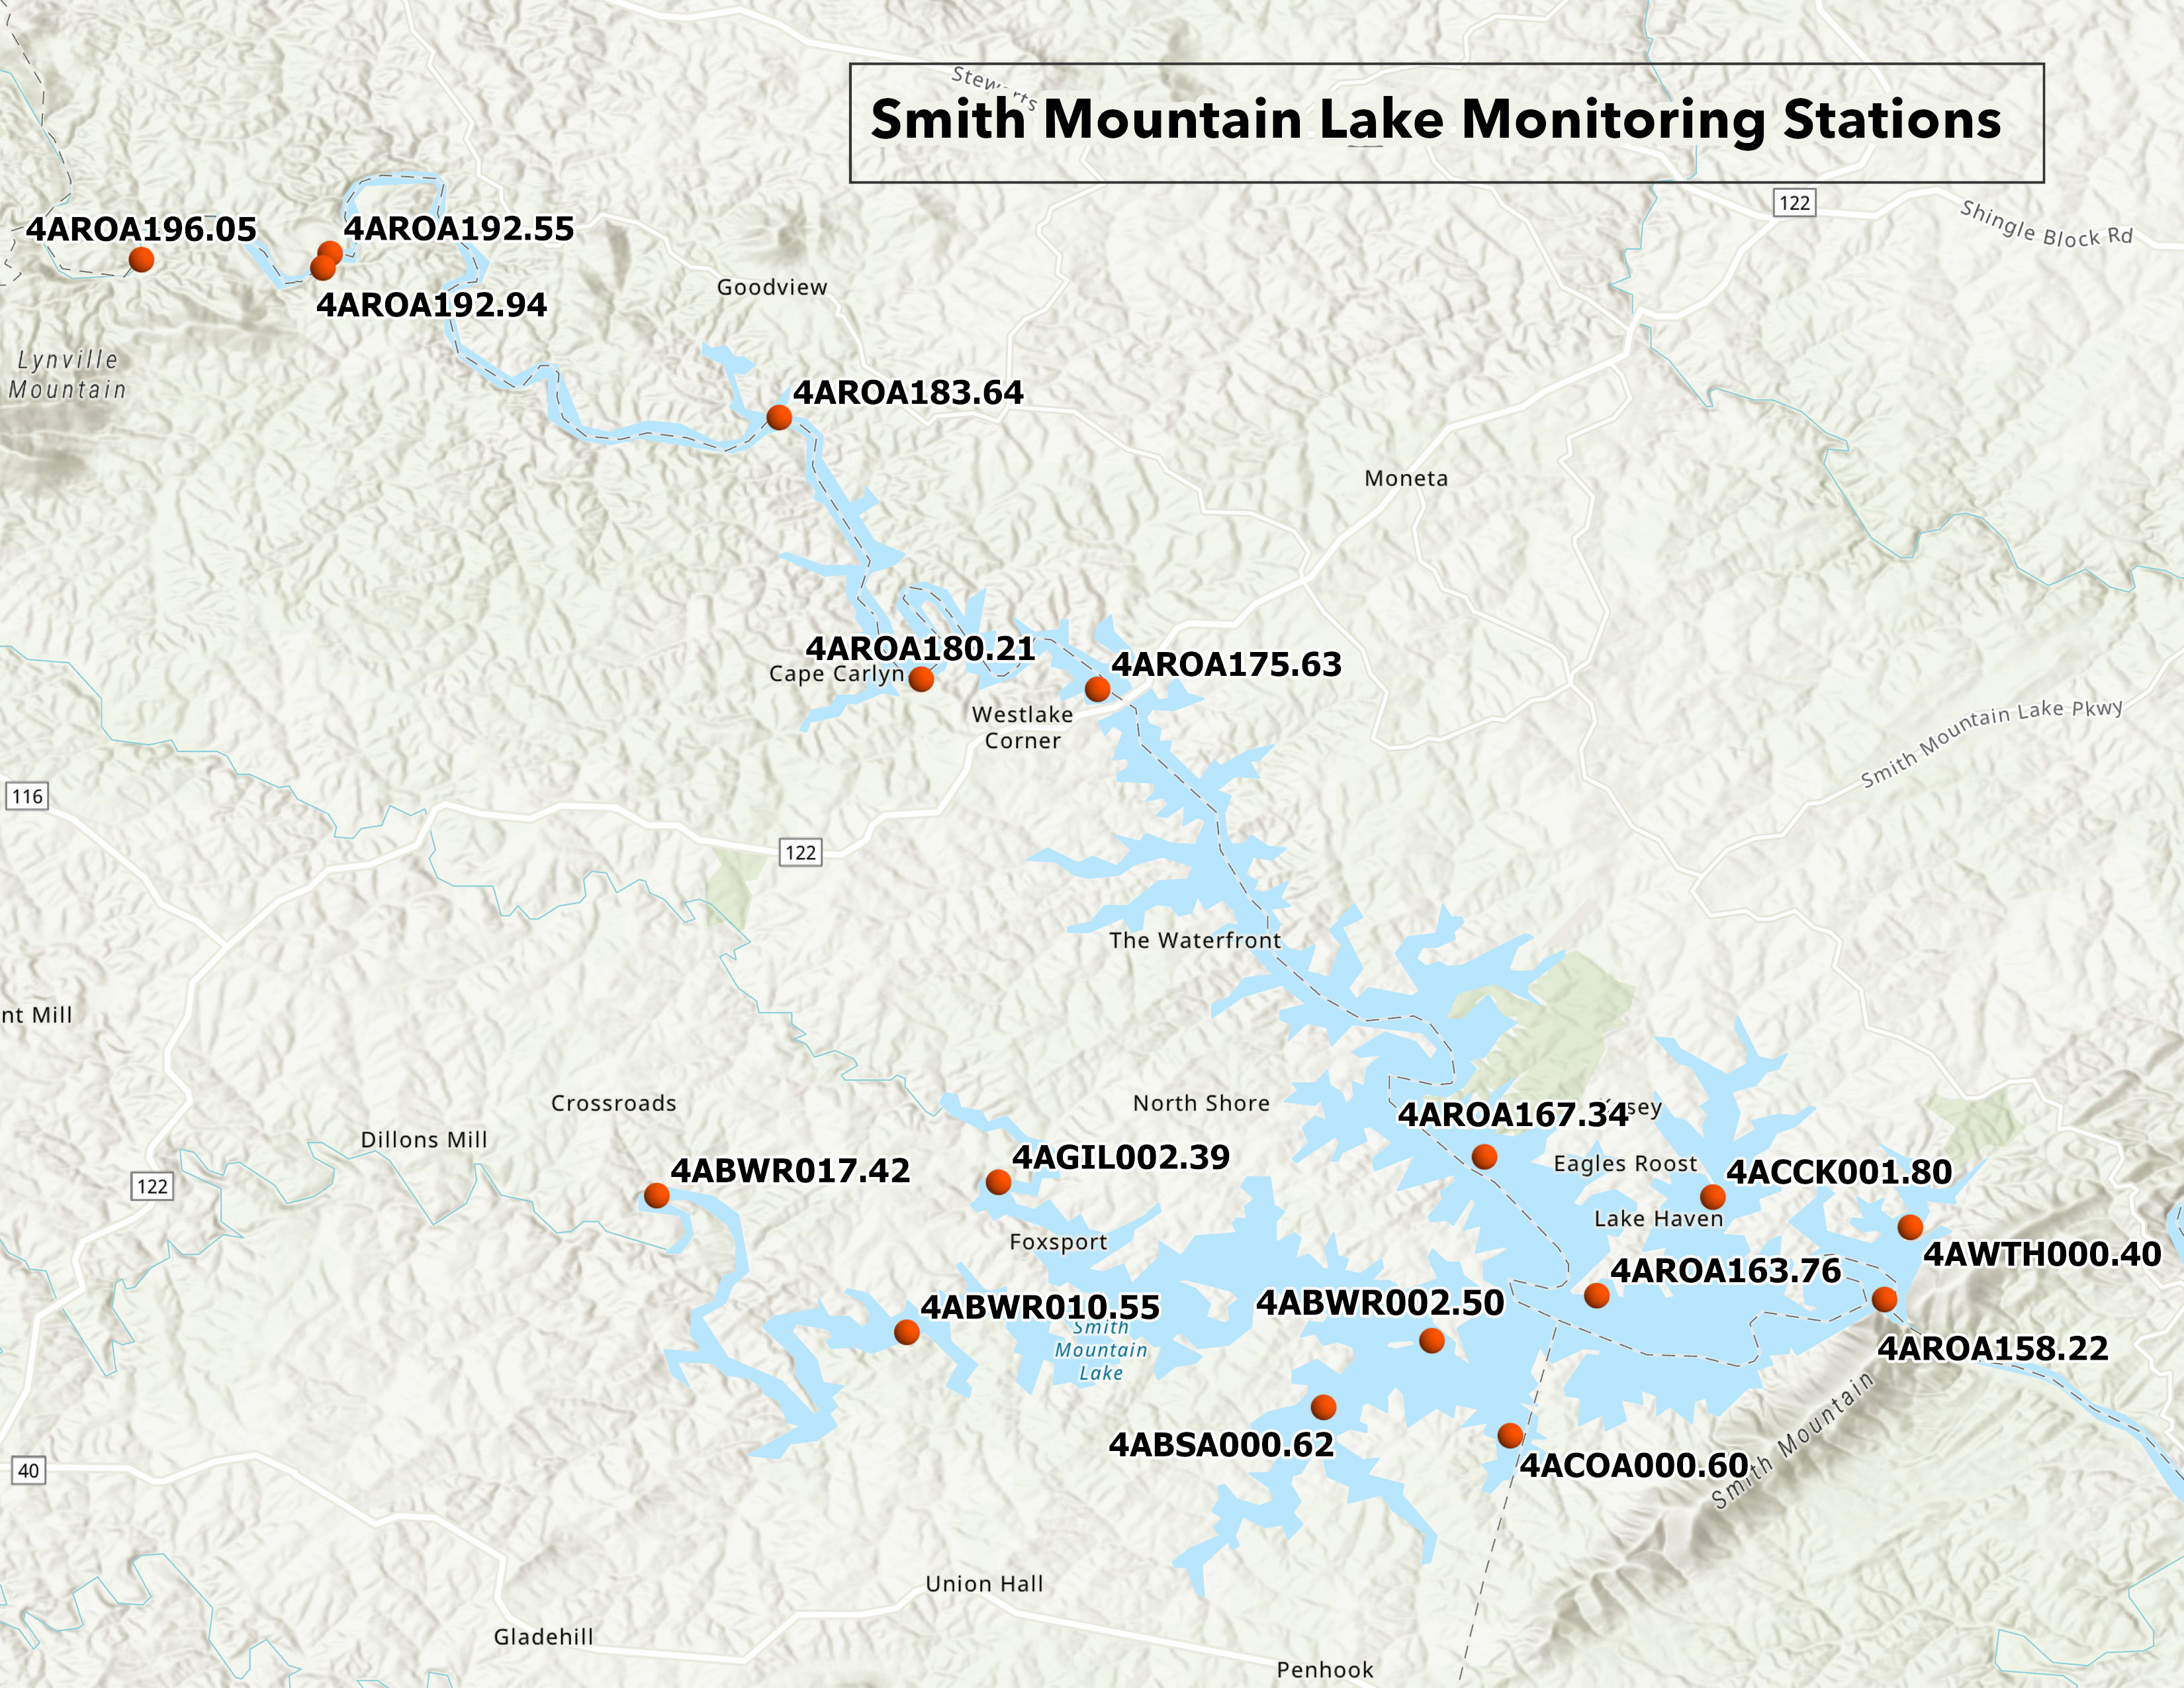 Stewarts
Smith Mountain Lake Monitoring Stations
122
Shingle Block Rd
4AROA196.05
4AROA192.55
4AROA192.94
Goodview
Lynville
Mountain
4AROA183.64
Moneta
4AROA180.21
Cape Carlyn
4AROA175.63
Westlake
Corner
Smith Mountain Lake Pkwy
116
122
The Waterfront
nt Mill
Crossroads
North Shore
Dillons Mill
4AROA167.34
sey
4AGIL002.39
Eagles Roost
4ABWR017.42
4ACCK001.80
122
Lake Haven
Foxsport
4AWTH000.40
4AROA163.76
4ABWR010.55
4ABWR002.50
Smith
Mountain
Lake
4AROA158.22
4ABSA000.62
4ACOA000.60
Smith Mountain
40
Union Hall
Gladehill
Penhook